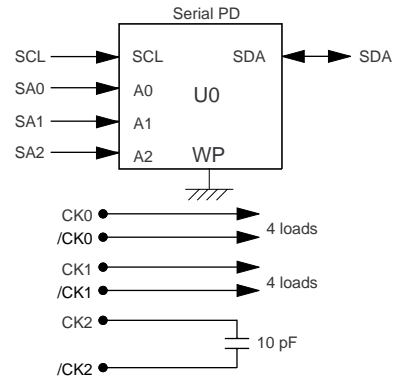 Serial PD
SCL SCL SDA SDA
SA0 A0 U0
SA1 A1
SA2 A2 WP
CK0
4 loads
/CK0
CK1
4 loads
/CK1
CK2
10 pF
/CK2